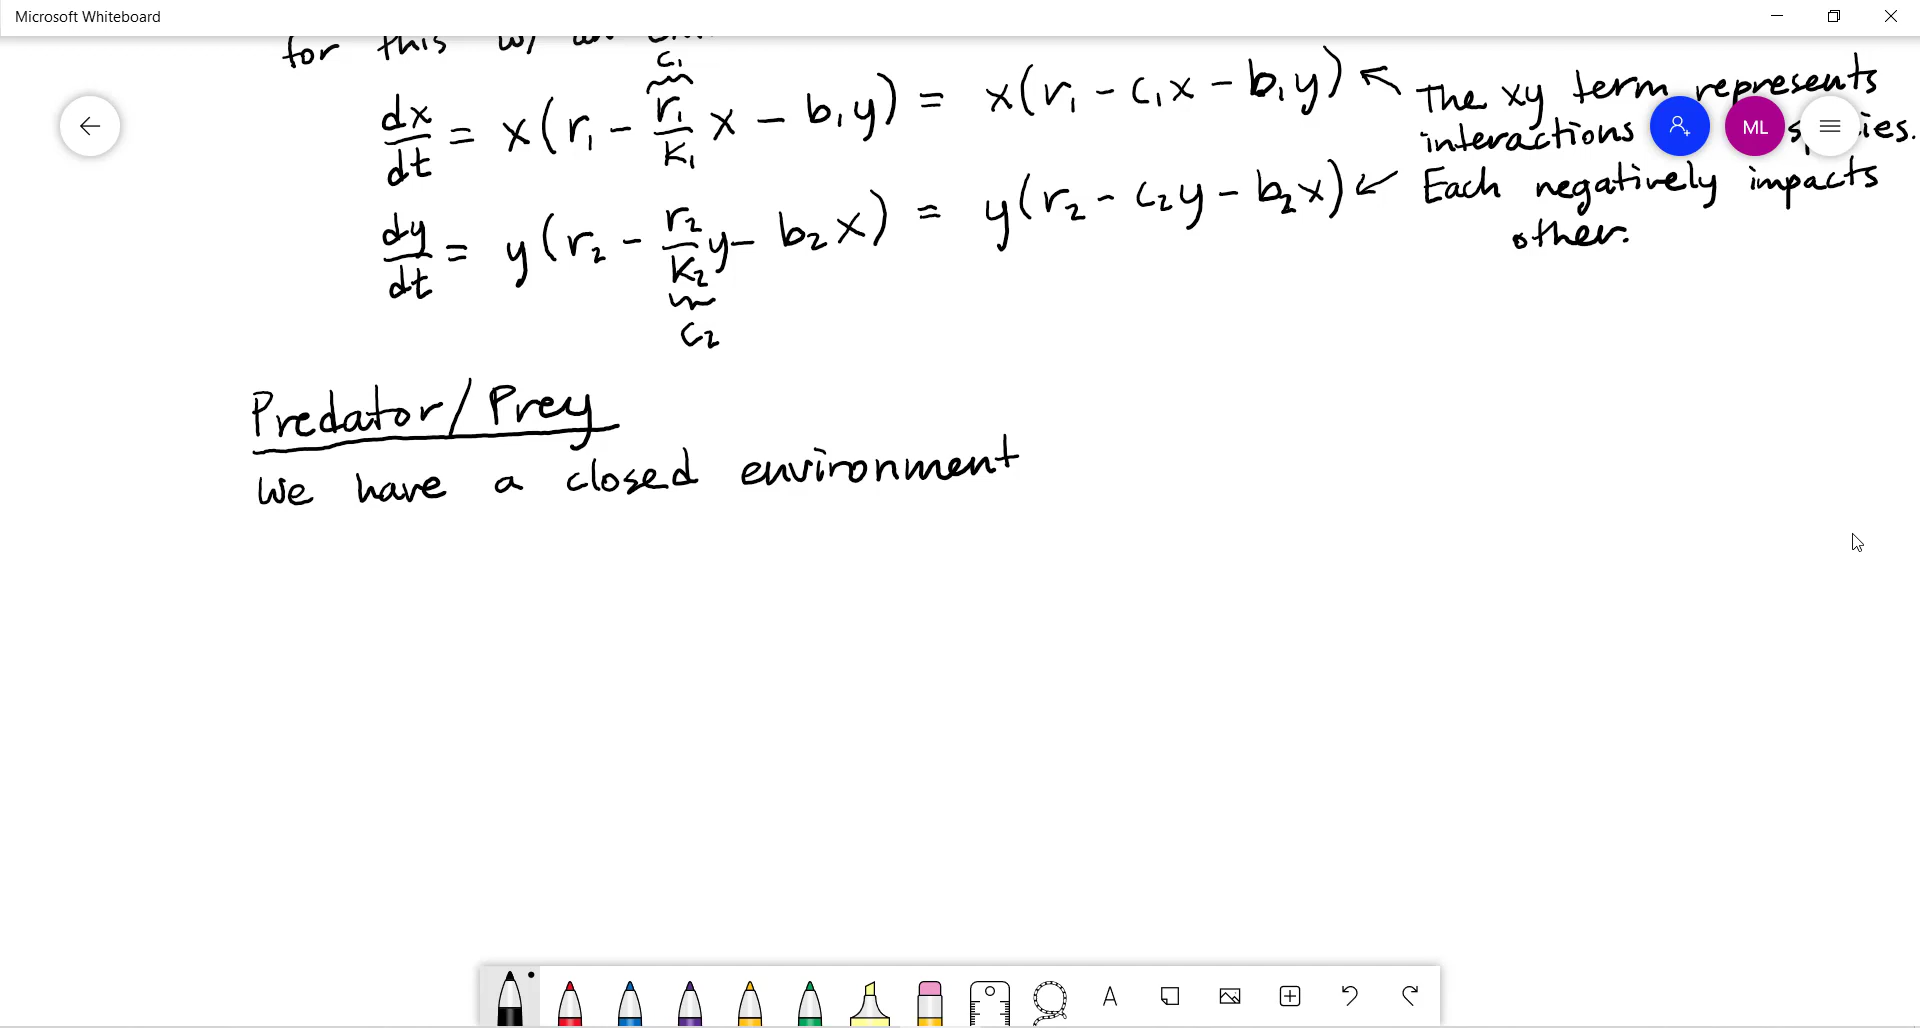 Microsoft Whiteboard
for this w/ an
c₁
dx/dt = x(r₁ - r₁/k₁ x - b₁y) = x(r₁ - c₁x - b₁y) ← The xy term represents
interactions
ML
Each negatively impacts
other.
dy/dt = y(r₂ - r₂/k₂ y - b₂x) = y(r₂ - c₂y - b₂x) ↙
c₂
Predator/Prey
We have a closed environment
A